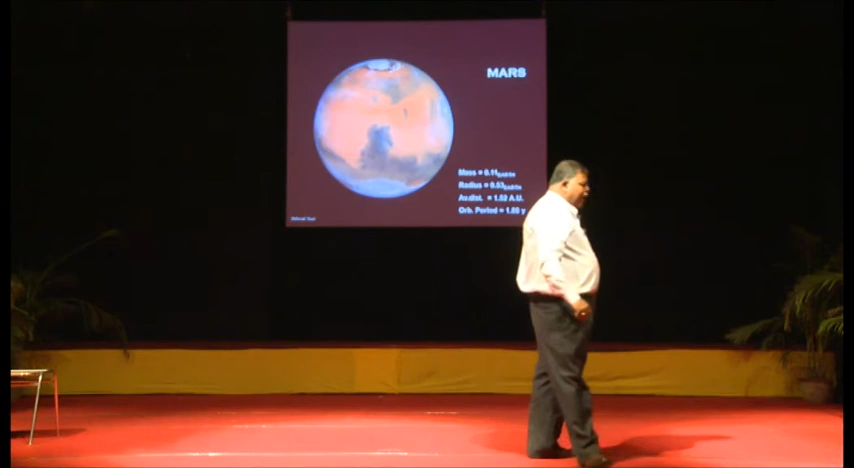 MARS
Mass = 0.11EARTH
Radius = 0.53EARTH
Av.dist. = 1.52 A.U.
Orb. Period = 1.88 y